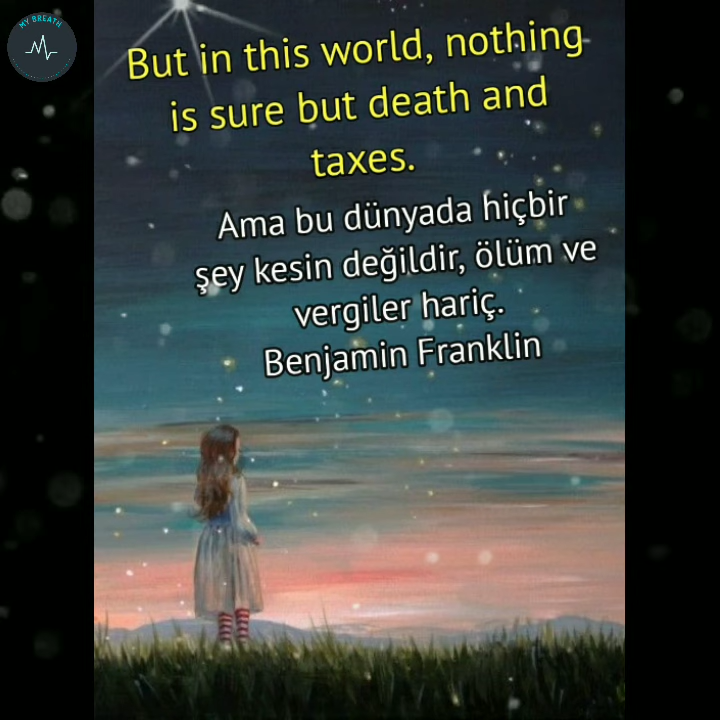 MY BREATH
But in this world, nothing
is sure but death and
taxes.
Ama bu dünyada hiçbir
şey kesin değildir, ölüm ve
vergiler hariç.
Benjamin Franklin